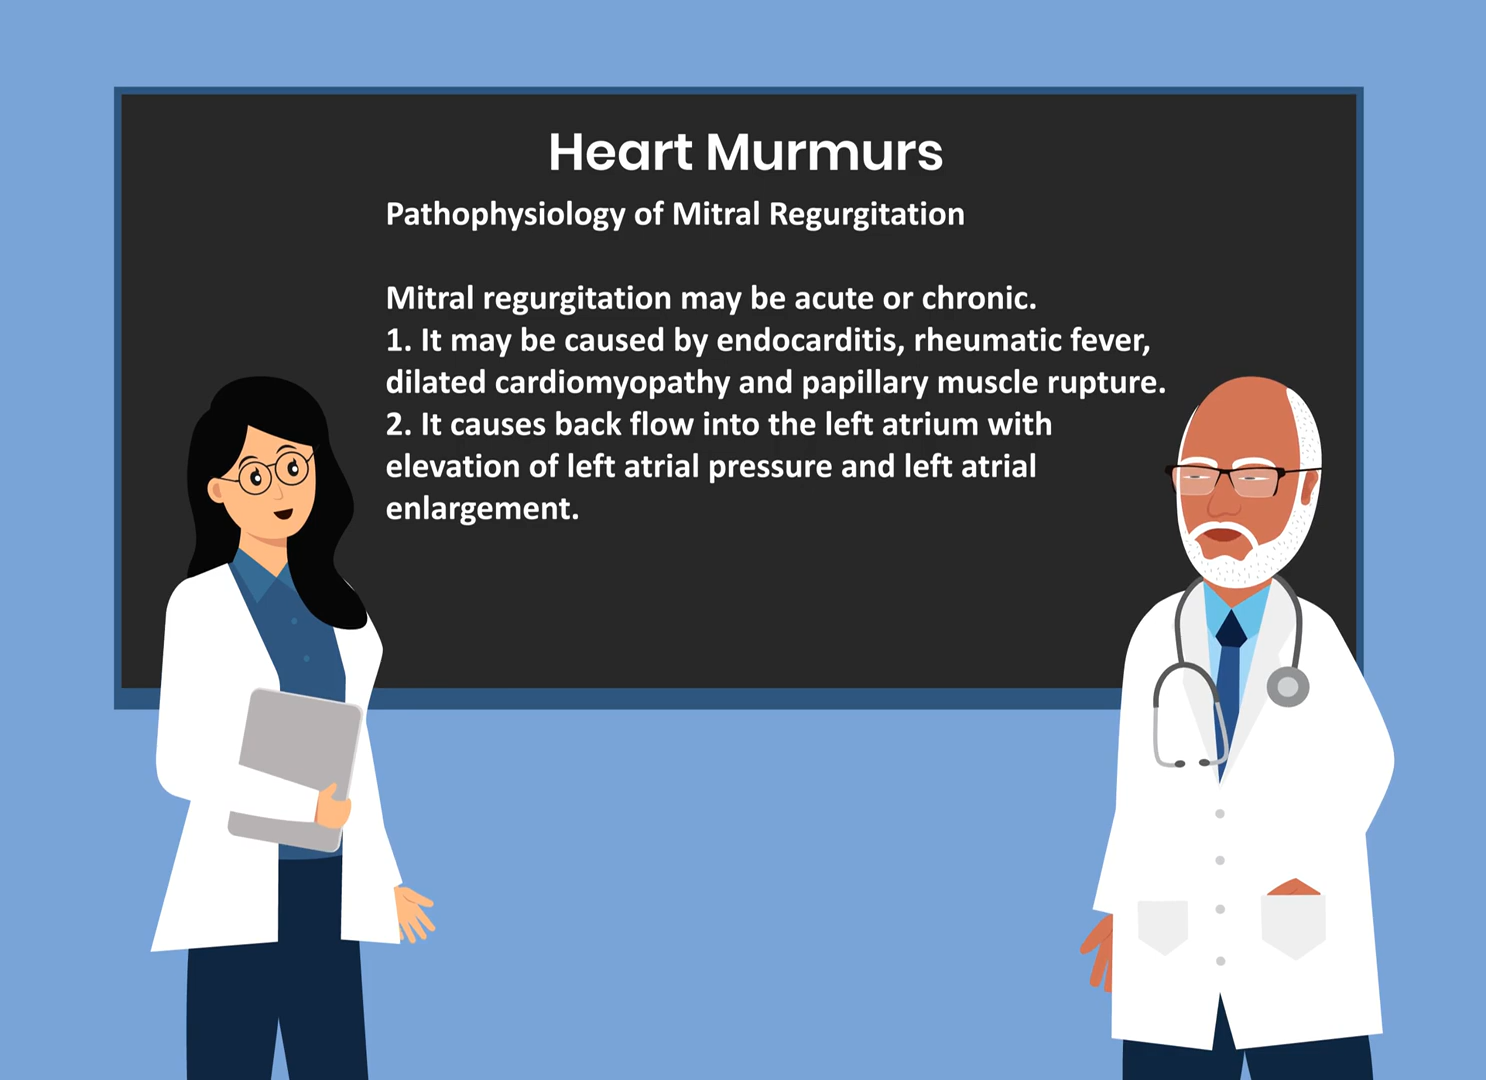 Heart Murmurs
Pathophysiology of Mitral Regurgitation
Mitral regurgitation may be acute or chronic.
1. It may be caused by endocarditis, rheumatic fever,
dilated cardiomyopathy and papillary muscle rupture.
2. It causes back flow into the left atrium with
elevation of left atrial pressure and left atrial
enlargement.